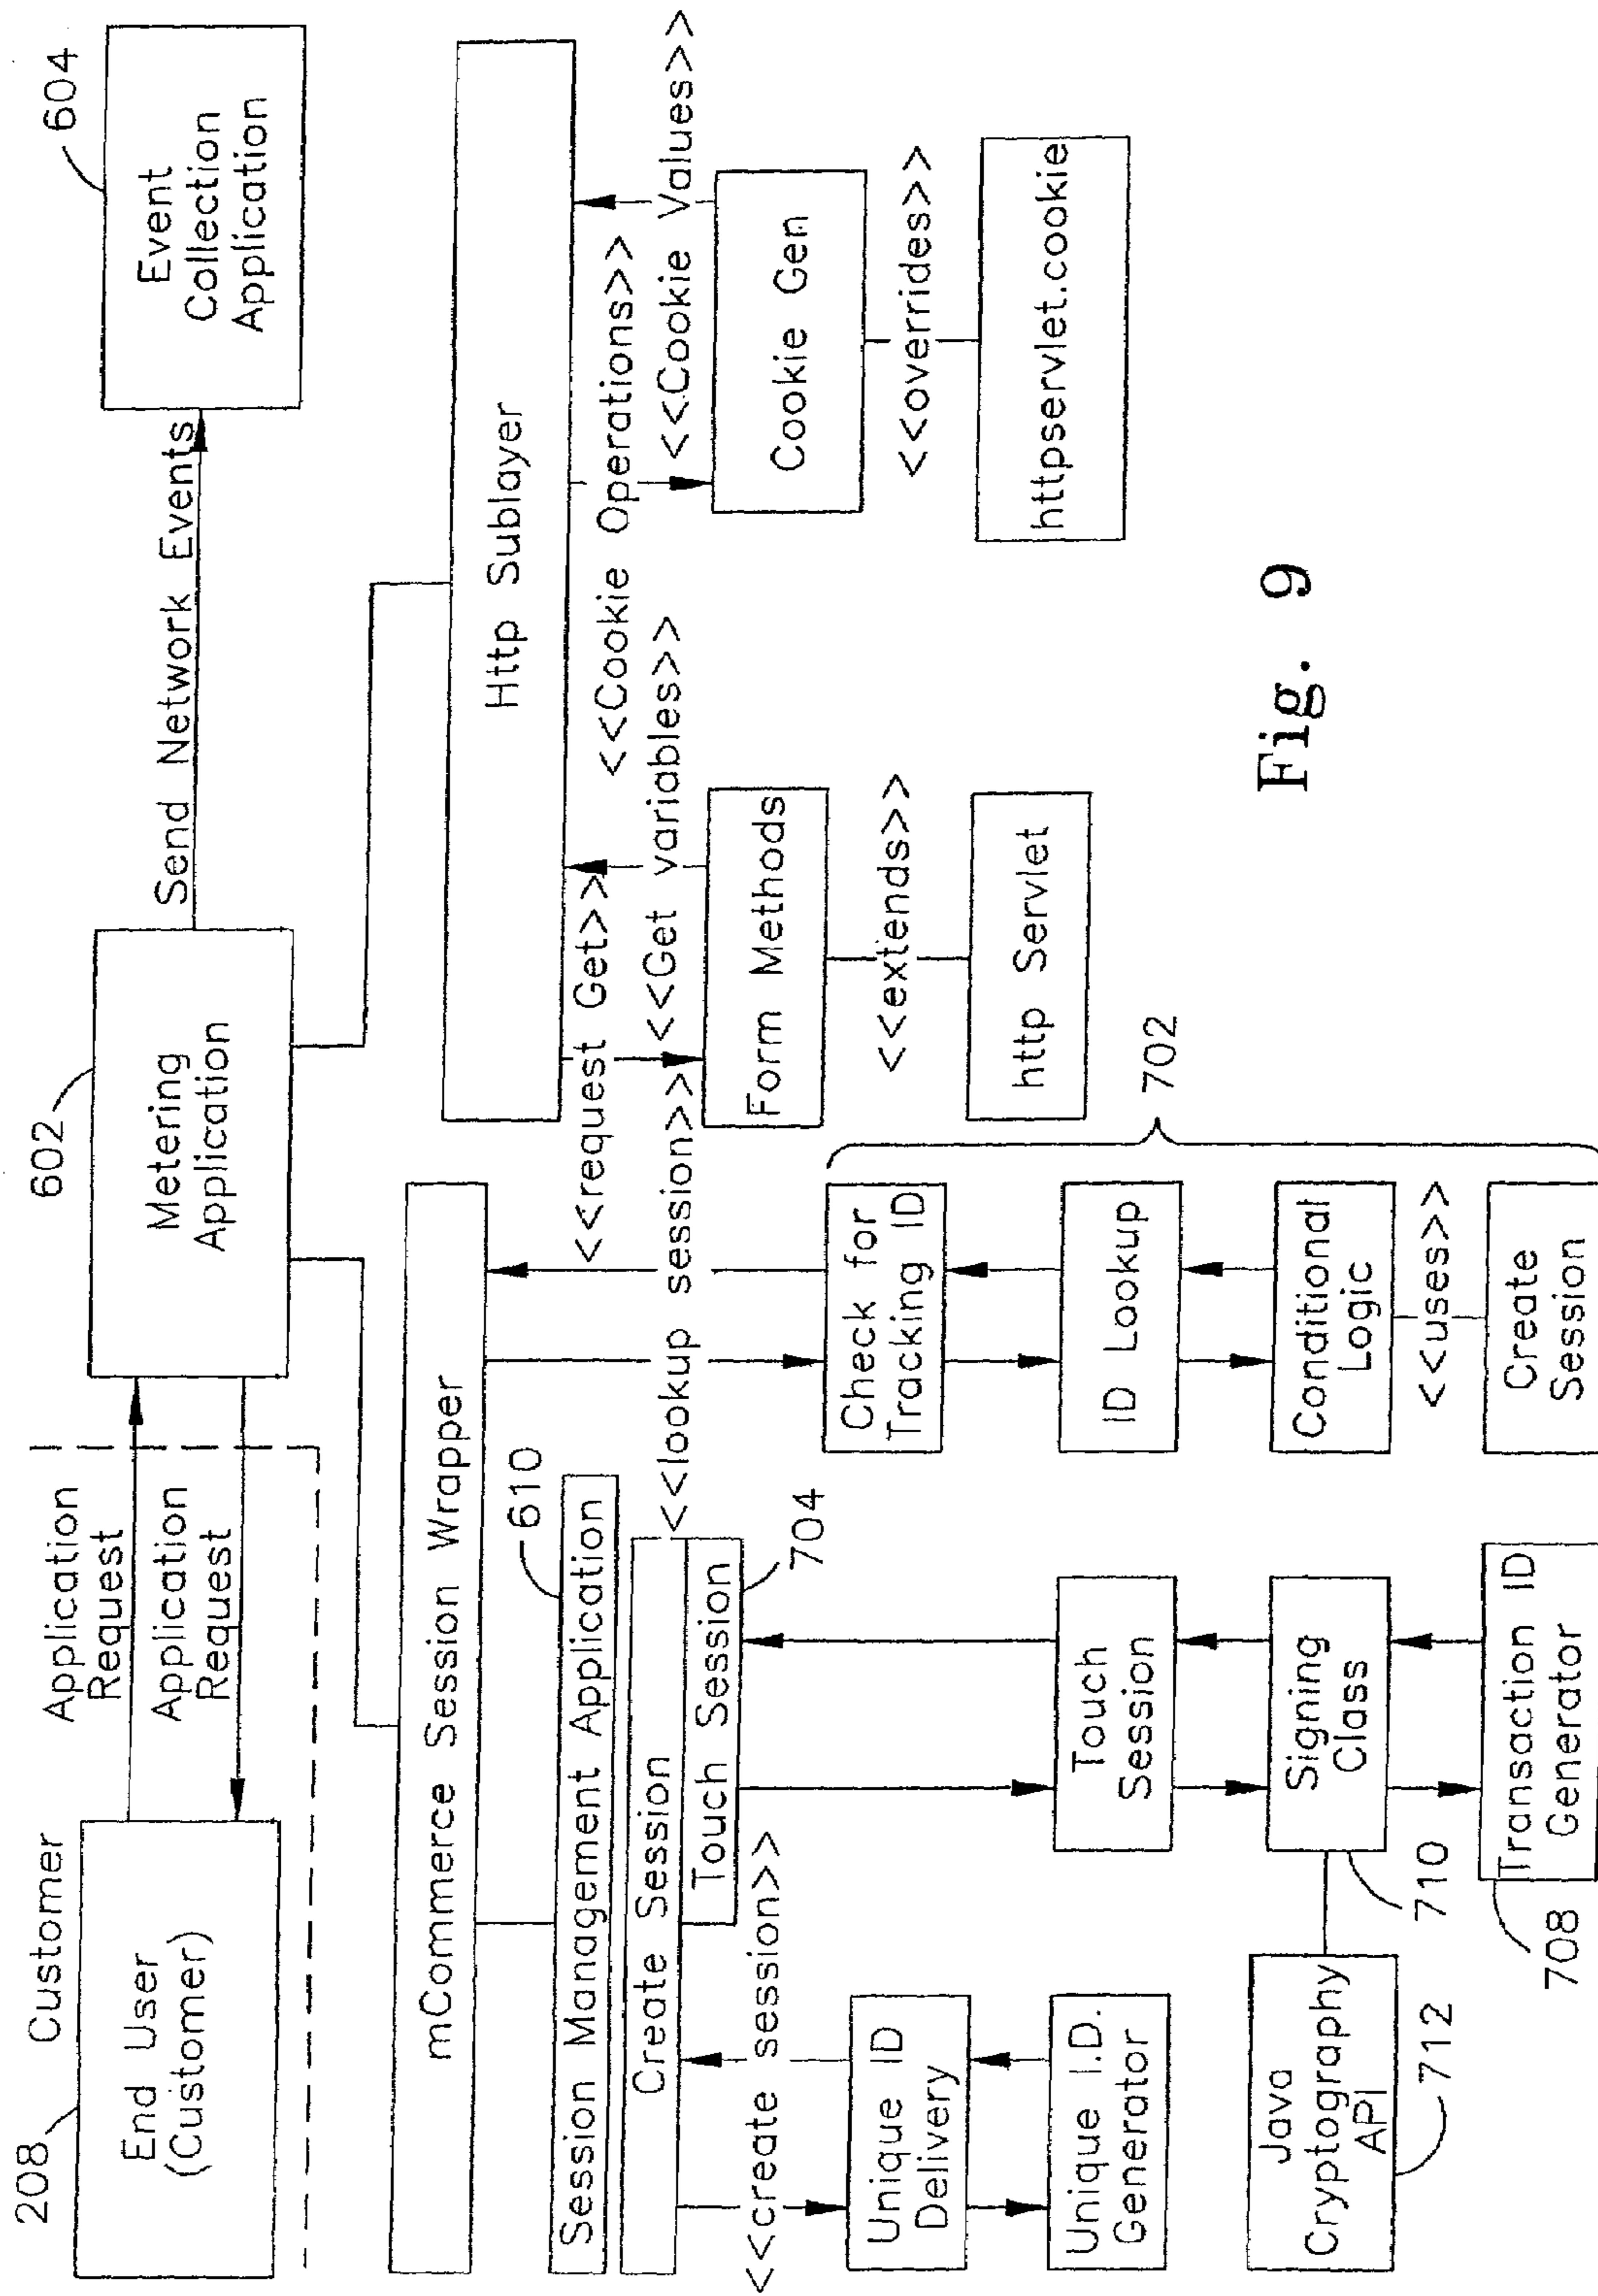 Customer
208
End User
(Customer)
Application
Request
Application
Request
602
Metering
Application
Send Network Events
604
Event
Collection
Application
mCommerce Session Wrapper
Http Sublayer
610
Session Management Application
Create Session
Touch Session
704
<<lookup session>>
<<request Get>>
<<Get variables>>
<<Cookie Operations>>
<<Cookie Values>>
<<create session>>
Unique ID
Delivery
Unique I.D.
Generator
Touch
Session
Signing
Class
710
Transaction ID
Generator
708
Java
Cryptography
API
712
Check for
Tracking ID
ID Lookup
Conditional
Logic
<<uses>>
Create
Session
702
Form Methods
<<extends>>
http Servlet
Cookie Gen
<<overrides>>
httpservlet.cookie
Fig. 9